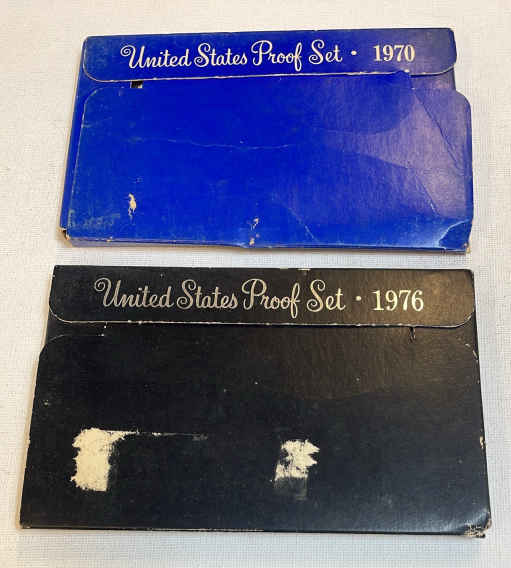 United States Proof Set · 1970
United States Proof Set · 1976